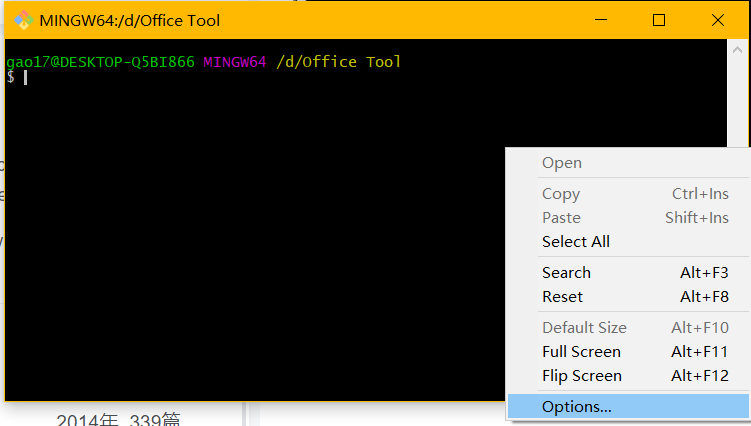 MINGW64:/d/Office Tool
gao17@DESKTOP-Q5BI866 MINGW64 /d/Office Tool
$
Open
Copy Ctrl+Ins
Paste Shift+Ins
Select All
Search Alt+F3
Reset Alt+F8
Default Size Alt+F10
Full Screen Alt+F11
Flip Screen Alt+F12
Options...
2014年 339篇